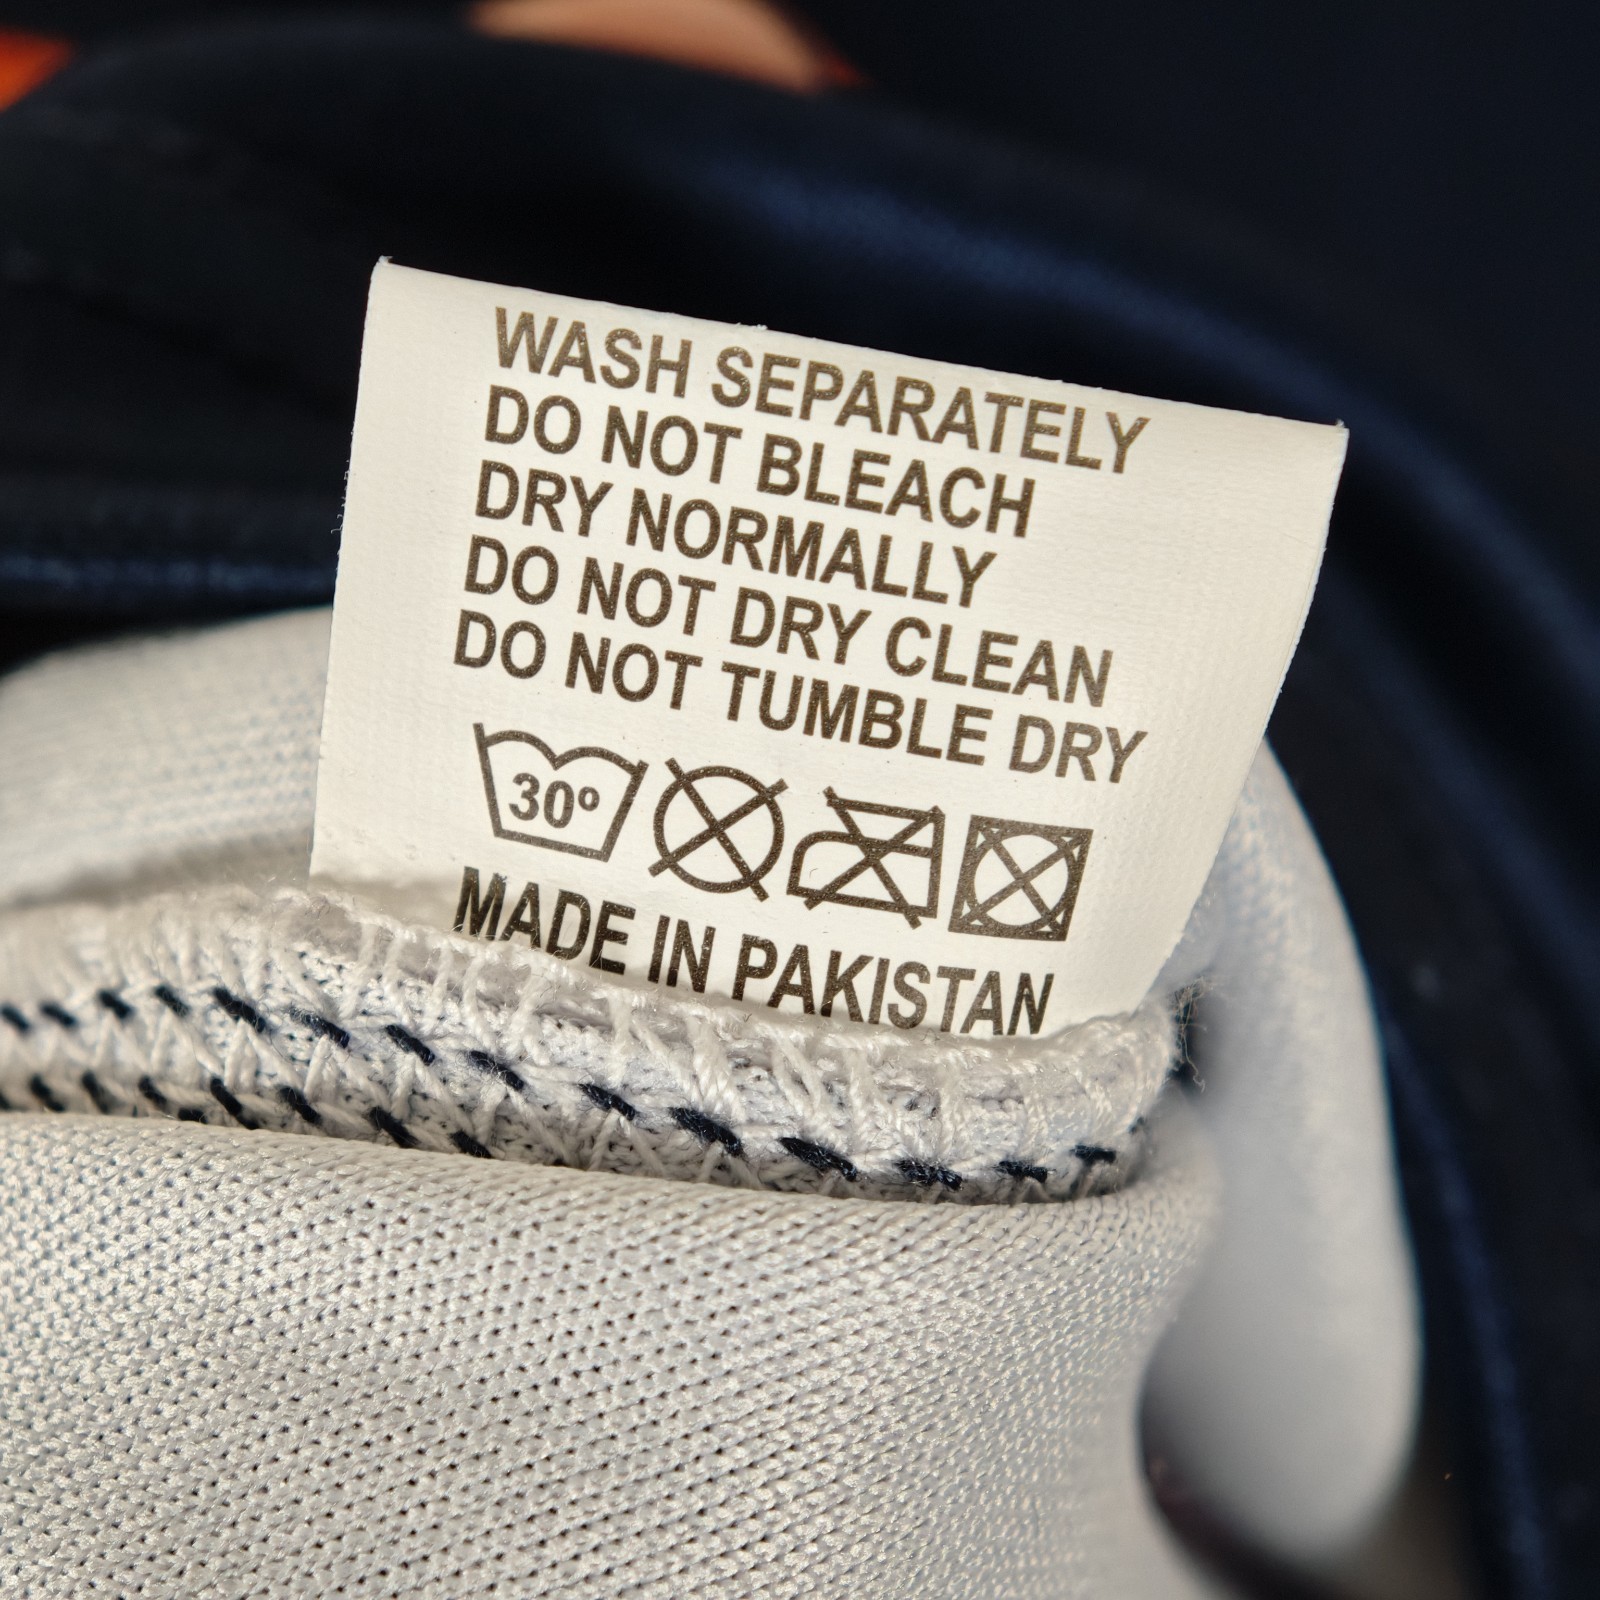 WASH SEPARATELY
DO NOT BLEACH
DRY NORMALLY
DO NOT DRY CLEAN
DO NOT TUMBLE DRY
30º
MADE IN PAKISTAN